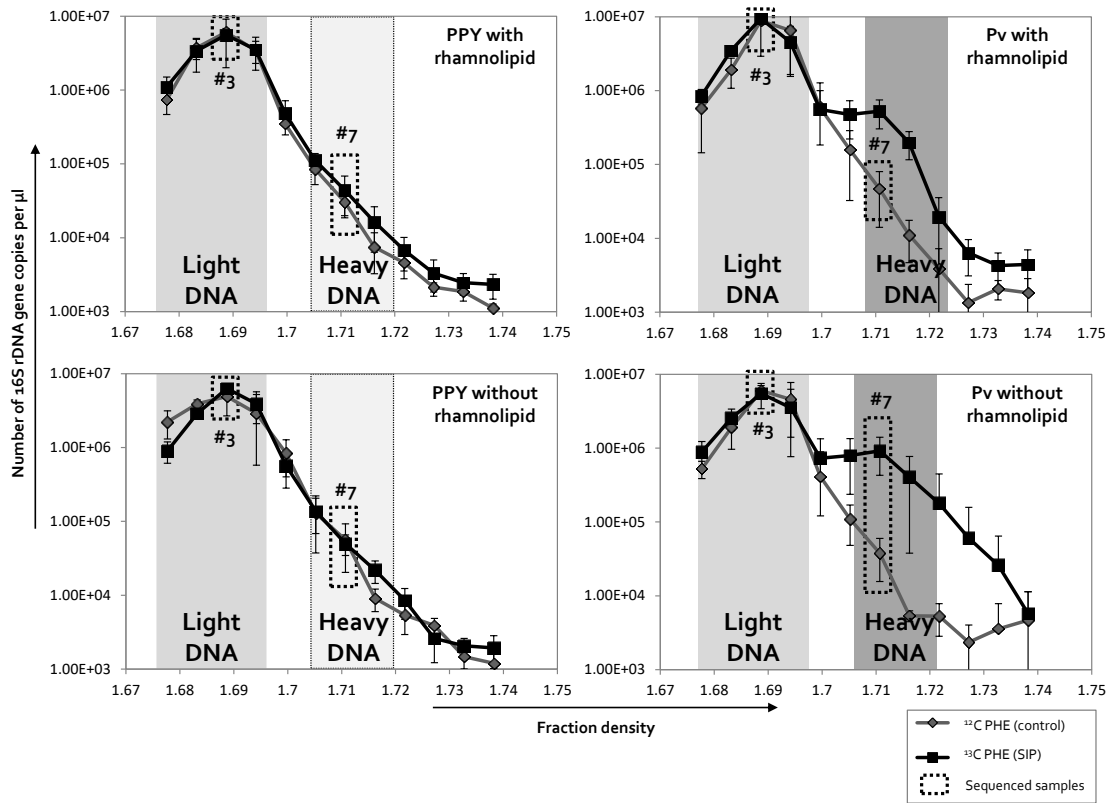 Number of 16S rDNA gene copies per µl
1.00E+07
1.00E+06
1.00E+05
1.00E+04
1.00E+03
PPY with
rhamnolipid
#3
#7
Light
DNA
Heavy
DNA
1.67 1.68 1.69 1.7 1.71 1.72 1.73 1.74 1.75
1.00E+07
1.00E+06
1.00E+05
1.00E+04
1.00E+03
Pv with
rhamnolipid
#3
#7
Light
DNA
Heavy
DNA
1.67 1.68 1.69 1.7 1.71 1.72 1.73 1.74 1.75
1.00E+07
1.00E+06
1.00E+05
1.00E+04
1.00E+03
PPY without
rhamnolipid
#3
#7
Light
DNA
Heavy
DNA
1.67 1.68 1.69 1.7 1.71 1.72 1.73 1.74 1.75
1.00E+07
1.00E+06
1.00E+05
1.00E+04
1.00E+03
Pv without
rhamnolipid
#3
#7
Light
DNA
Heavy
DNA
1.67 1.68 1.69 1.7 1.71 1.72 1.73 1.74 1.75
Fraction density
¹²C PHE (control)
¹³C PHE (SIP)
Sequenced samples